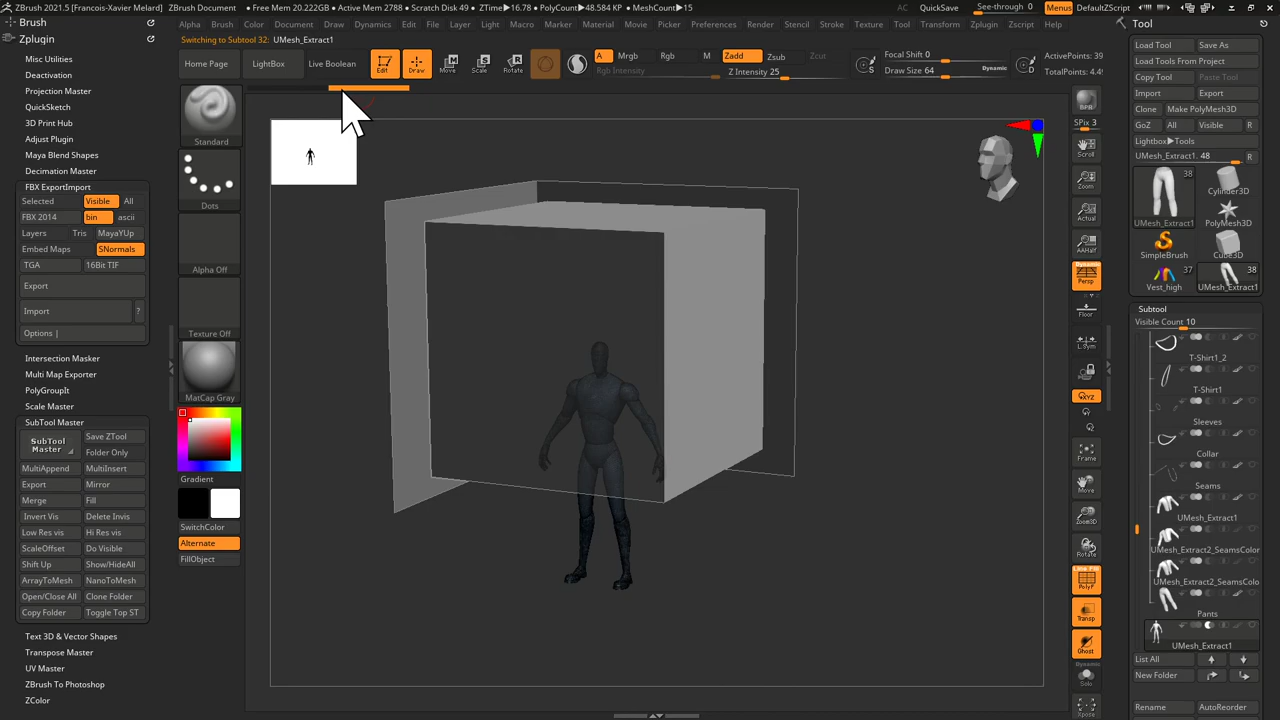 ZBrush 2021.5 [Francois-Xavier Melard] ZBrush Document • Free Mem 20.222GB • Active Mem 2788 • Scratch Disk 49 • ZTime▶16.78 • PolyCount▶48.584 KP • MeshCount▶15 AC QuickSave See-through 0 Menus DefaultZScript
Alpha Brush Color Document Draw Dynamics Edit File Layer Light Macro Marker Material Movie Picker Preferences Render Stencil Stroke Texture Tool Transform Zplugin Zscript Help
Switching to Subtool 32: UMesh_Extract1
Brush
Zplugin
Misc Utilities
Deactivation
Projection Master
QuickSketch
3D Print Hub
Adjust Plugin
Maya Blend Shapes
Decimation Master
FBX ExportImport
Selected Visible All
FBX 2014 bin ascii
Layers Tris MayaYUp
Embed Maps SNormals
TGA 16Bit TIF
Export
Import ?
Options |
Intersection Masker
Multi Map Exporter
PolyGroupIt
Scale Master
SubTool Master
SubTool Master
Save ZTool
Folder Only
MultiAppend MultiInsert
Export Mirror
Merge Fill
Invert Vis Delete Invis
Low Res vis Hi Res vi
ScaleOffset Do Visible
Shift Up Show/HideAll
ArrayToMesh NanoToMesh
Open/Close All Clone Folder
Copy Folder Toggle Top ST
Text 3D & Vector Shapes
Transpose Master
UV Master
ZBrush To Photoshop
ZColor
Home Page LightBox Live Boolean Edit Draw Move Scale Rotate
A Mrgb Rgb M Zadd Zsub Zcut
Rgb Intensity Z Intensity 25
Focal Shift 0
Draw Size 64 Dynamic
S D
ActivePoints: 39
TotalPoints: 4.4
Standard
Dots
Alpha Off
Texture Off
MatCap Gray
Gradient
SwitchColor
Alternate
FillObject
BPR
SPix 3
Scroll
Zoom
Actual
AAHalf
Dynamic
Persp
Floor
L.Sym
XYZ
Frame
Move
Zoom3D
Rotate
Line Fill
PolyF
Transp
Ghost
Dynamic
Solo
Xpose
Tool
Load Tool Save As
Load Tools From Project
Copy Tool Paste Tool
Import Export
Clone Make PolyMesh3D
GoZ All Visible R
Lightbox▶Tools
UMesh_Extract1. 48 R
38
UMesh_Extract1
Cylinder3D
PolyMesh3D
SimpleBrush Cube3D
37 38
Vest_high UMesh_Extract1
Subtool
Visible Count 10
T-Shirt1_2
T-Shirt1
Sleeves
Collar
Seams
UMesh_Extract1
UMesh_Extract2_SeamsColo
UMesh_Extract2_SeamsColo
Pants
UMesh_Extract1
List All
New Folder
Rename AutoReorder